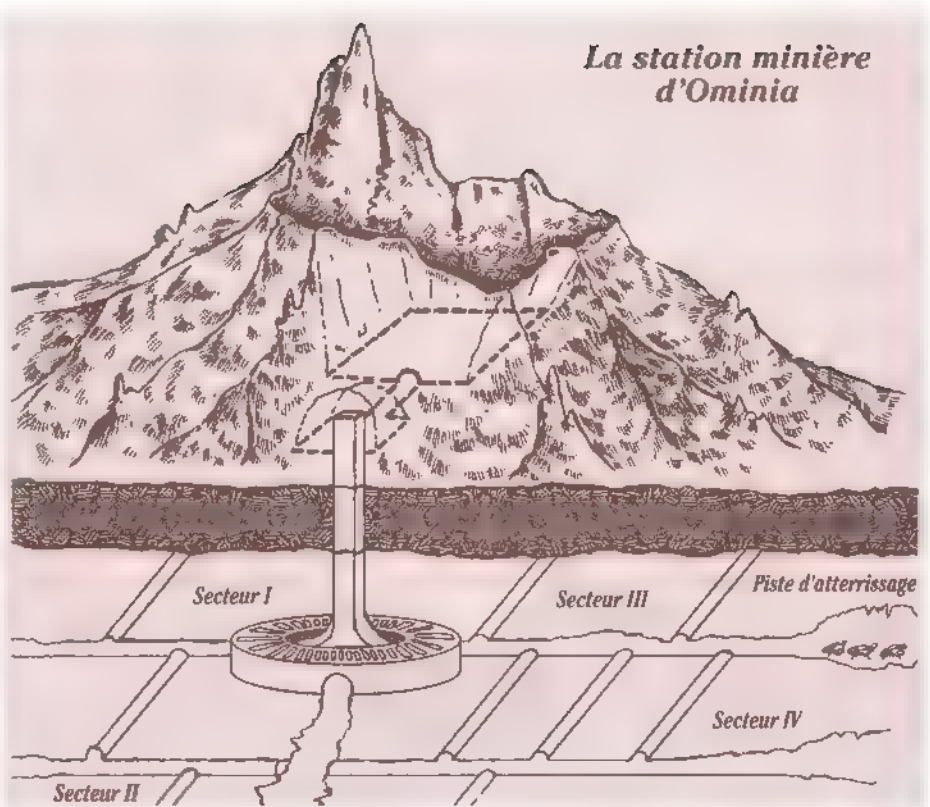 La station minière
d'Ominia
Secteur I
Secteur III
Piste d'atterrissage
Secteur IV
Secteur II